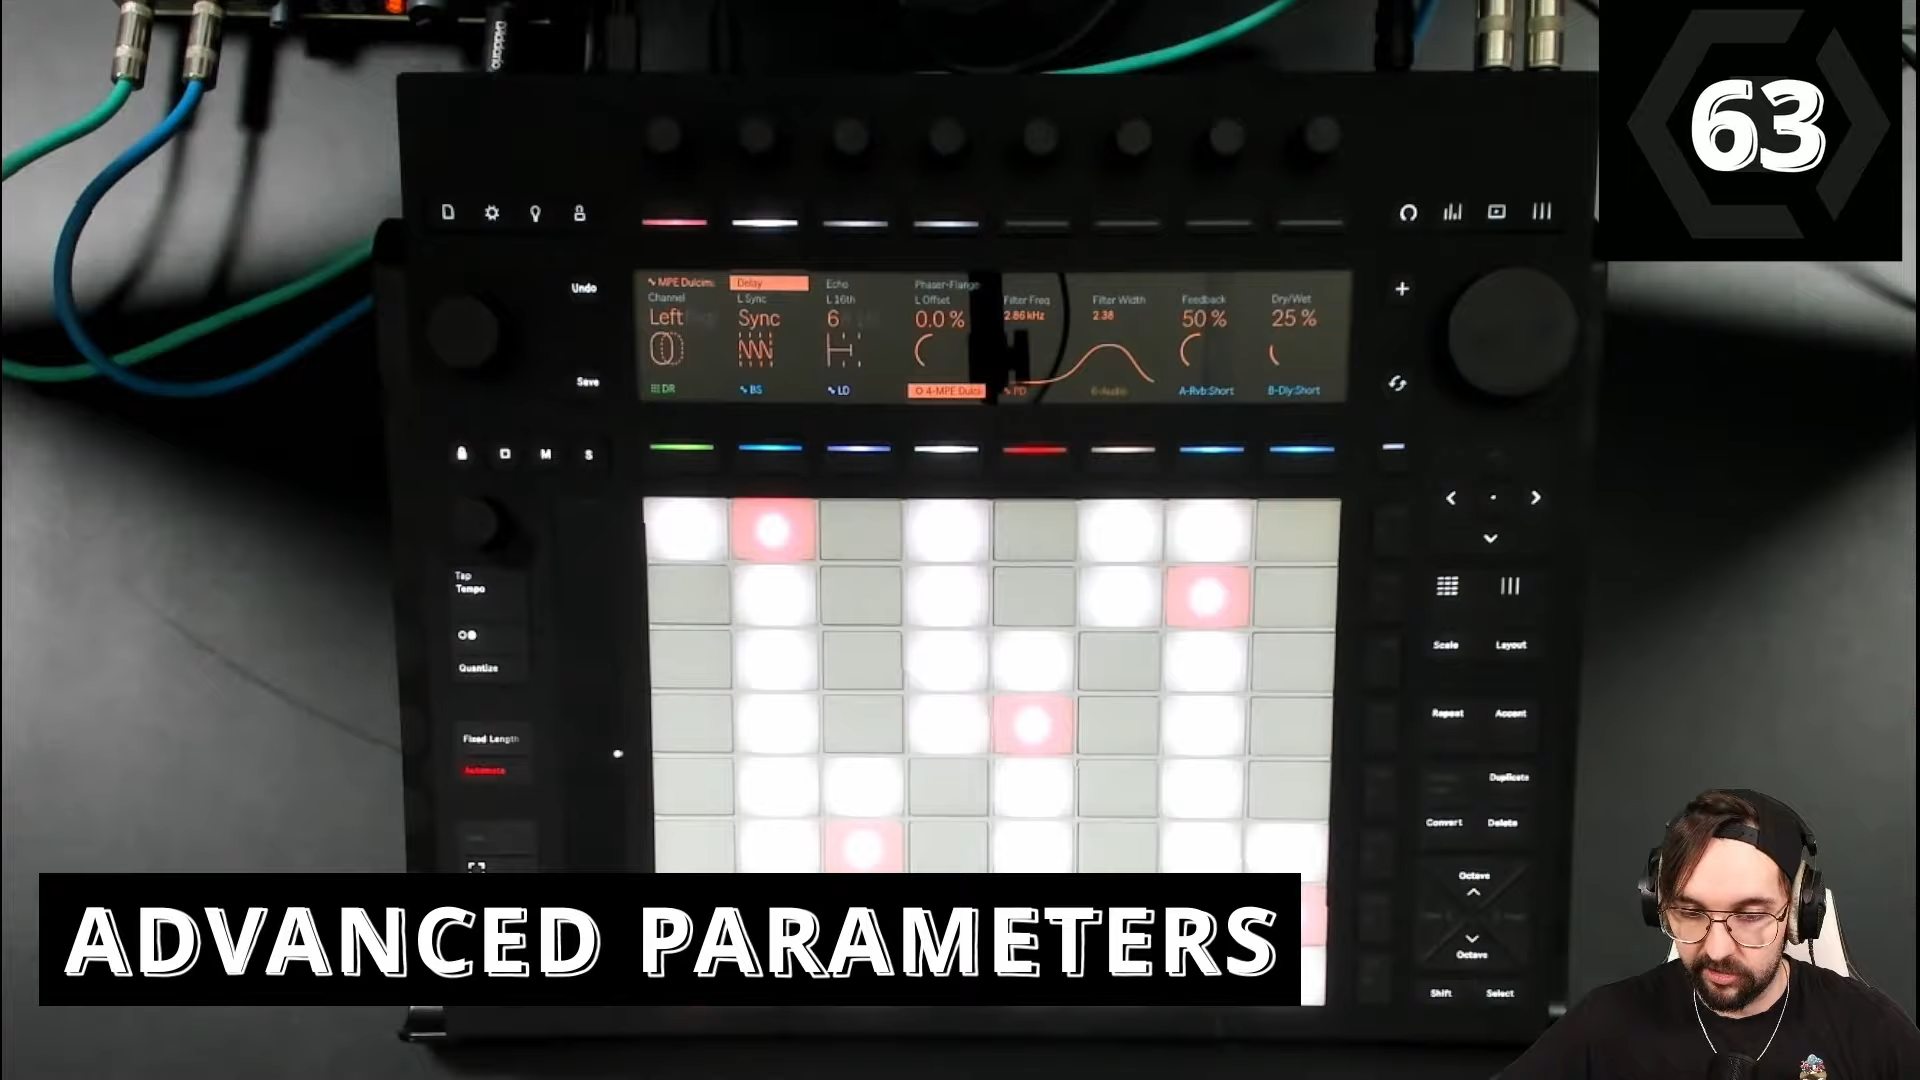 63
Undo
Save
MPE Dulcim. Delay Echo Phaser-Flange
Channel L Sync L 16th L Offset Filter Freq Filter Width Feedback Dry/Wet
Left Sync 6 0.0 % 2.86 kHz 2.38 50 % 25 %
DR BS LD 4-MPE Dulci PD 6-Audio A-Rvb:Short B-Dly:Short
M S
Tap
Tempo
Quantize
Fixed Length
Automate
Scale Layout
Repeat Accent
Duplicate
Convert Delete
Octave
Octave
Shift Select
ADVANCED PARAMETERS